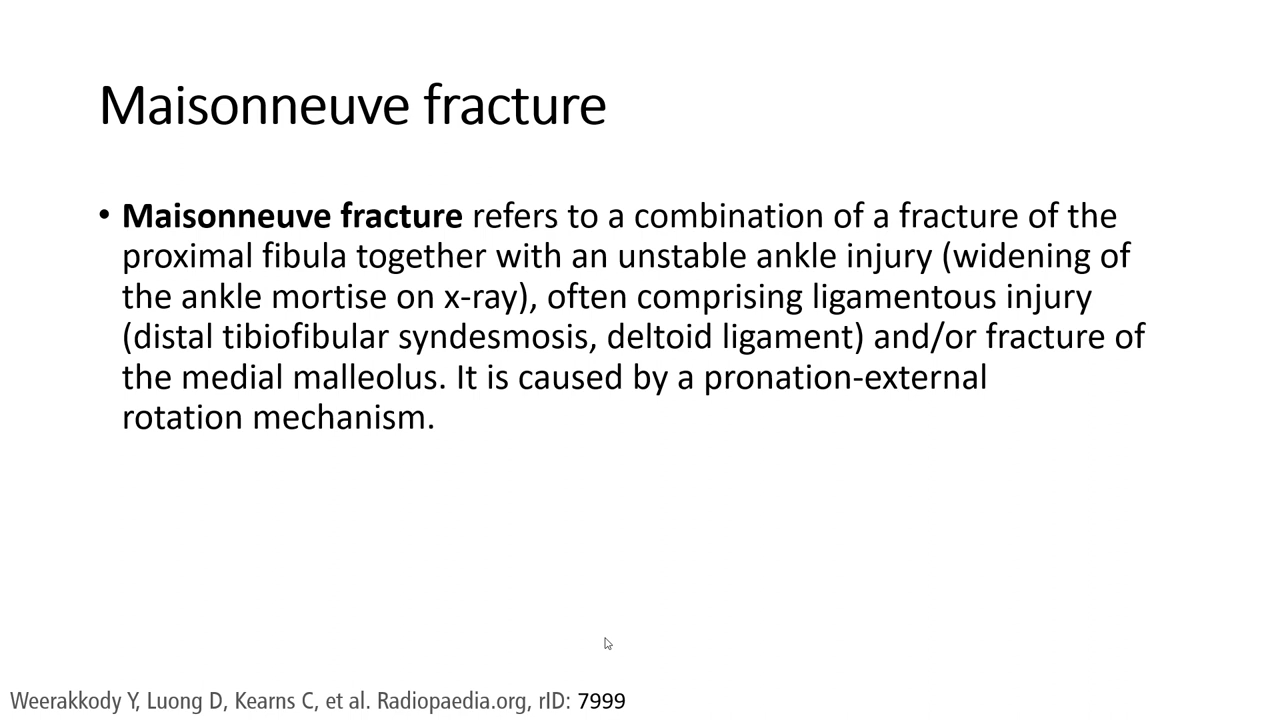 Maisonneuve fracture
• Maisonneuve fracture refers to a combination of a fracture of the
proximal fibula together with an unstable ankle injury (widening of
the ankle mortise on x-ray), often comprising ligamentous injury
(distal tibiofibular syndesmosis, deltoid ligament) and/or fracture of
the medial malleolus. It is caused by a pronation-external
rotation mechanism.
Weerakkody Y, Luong D, Kearns C, et al. Radiopaedia.org, rID: 7999